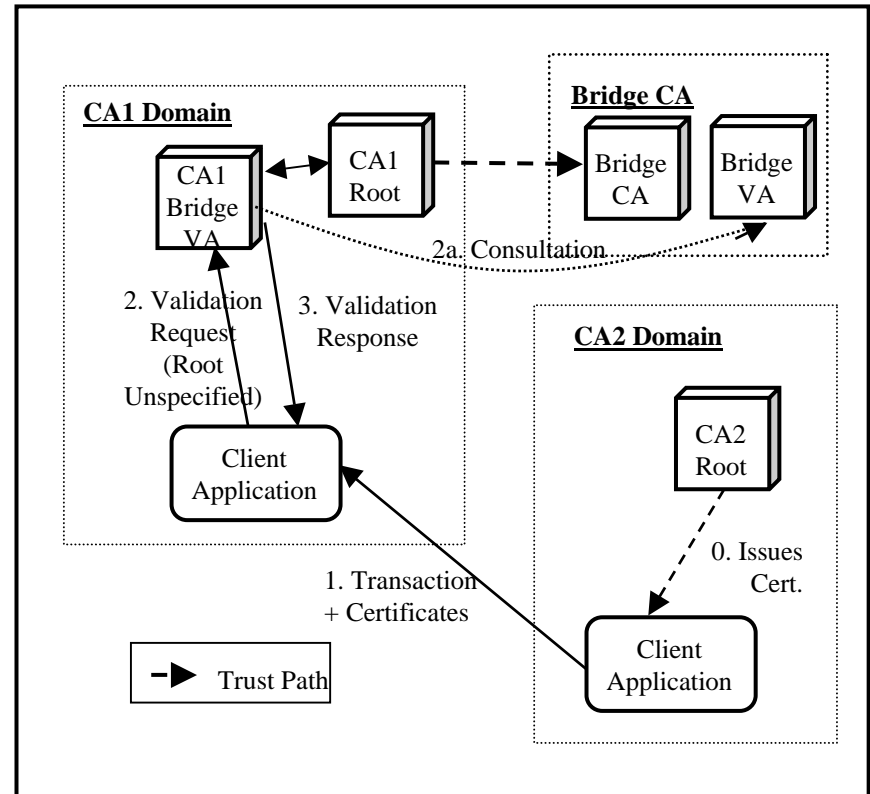 CA1 Domain
CA1
Bridge
VA
CA1
Root
Bridge CA
Bridge
CA
Bridge
VA
2a. Consultation
2. Validation
Request
(Root
Unspecified)
3. Validation
Response
Client
Application
CA2 Domain
CA2
Root
0. Issues
Cert.
1. Transaction
+ Certificates
Client
Application
Trust Path